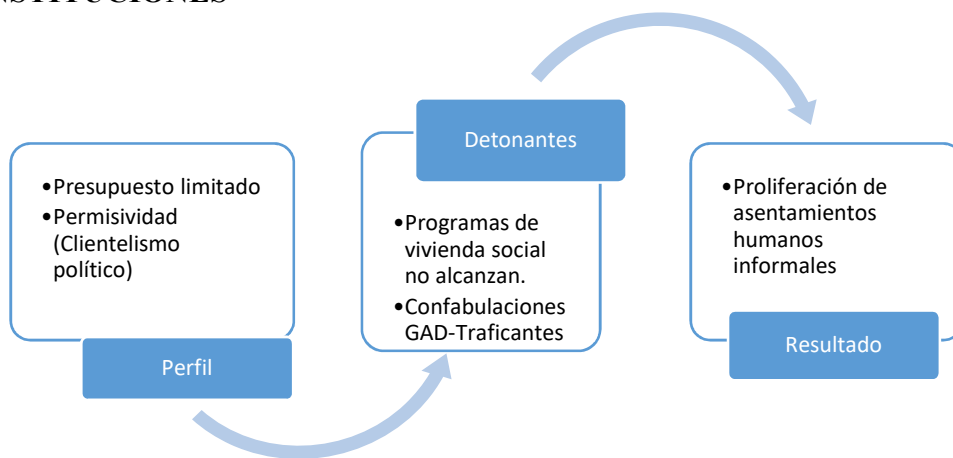 •Presupuesto limitado
•Permisividad
(Clientelismo
político)
Perfil
Detonantes
•Programas de
vivienda social
no alcanzan.
•Confabulaciones
GAD-Traficantes
•Proliferación de
asentamientos
humanos
informales
Resultado